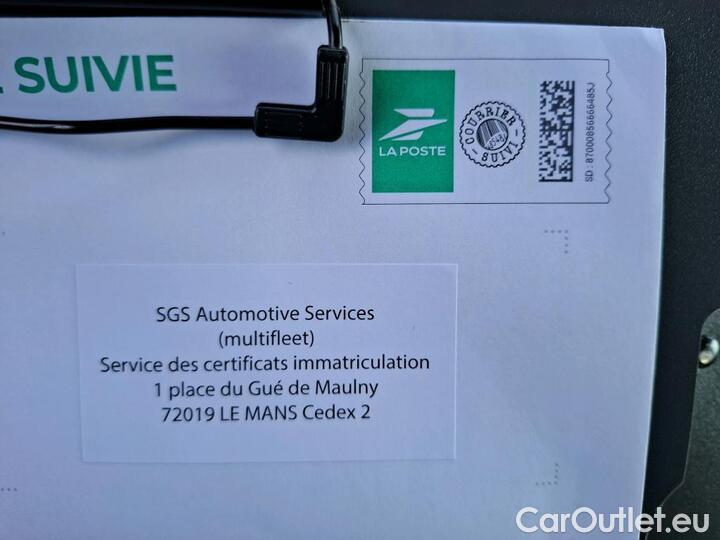 SUIVIE
LA POSTE
COURRIER
SUIVI
SD : 87000856666485J
SGS Automotive Services
(multifleet)
Service des certificats immatriculation
1 place du Gué de Maulny
72019 LE MANS Cedex 2
CarOutlet.eu